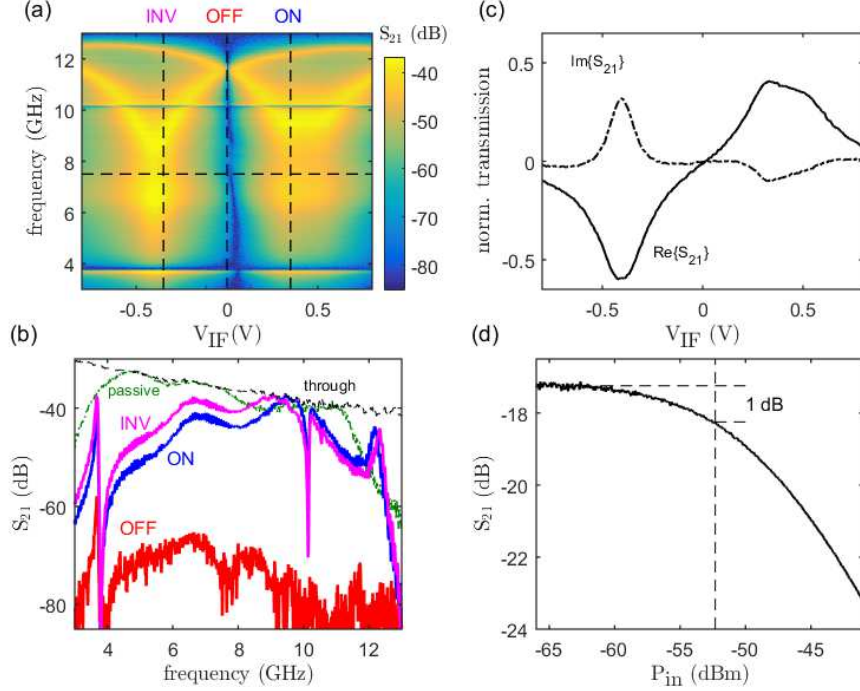 (a)
INV OFF ON
S21 (dB)
12
10
8
6
4
frequency (GHz)
-0.5 0 0.5
V_IF(V)
-40
-50
-60
-70
-80
(c)
0.5
0
-0.5
norm. transmission
Im{S21}
Re{S21}
-0.5 0 0.5
V_IF (V)
(b)
-40
-60
-80
S21 (dB)
passive
through
INV
ON
OFF
4 6 8 10 12
frequency (GHz)
(d)
-18
-20
-22
-24
S21 (dB)
1 dB
-65 -60 -55 -50 -45
P_in (dBm)